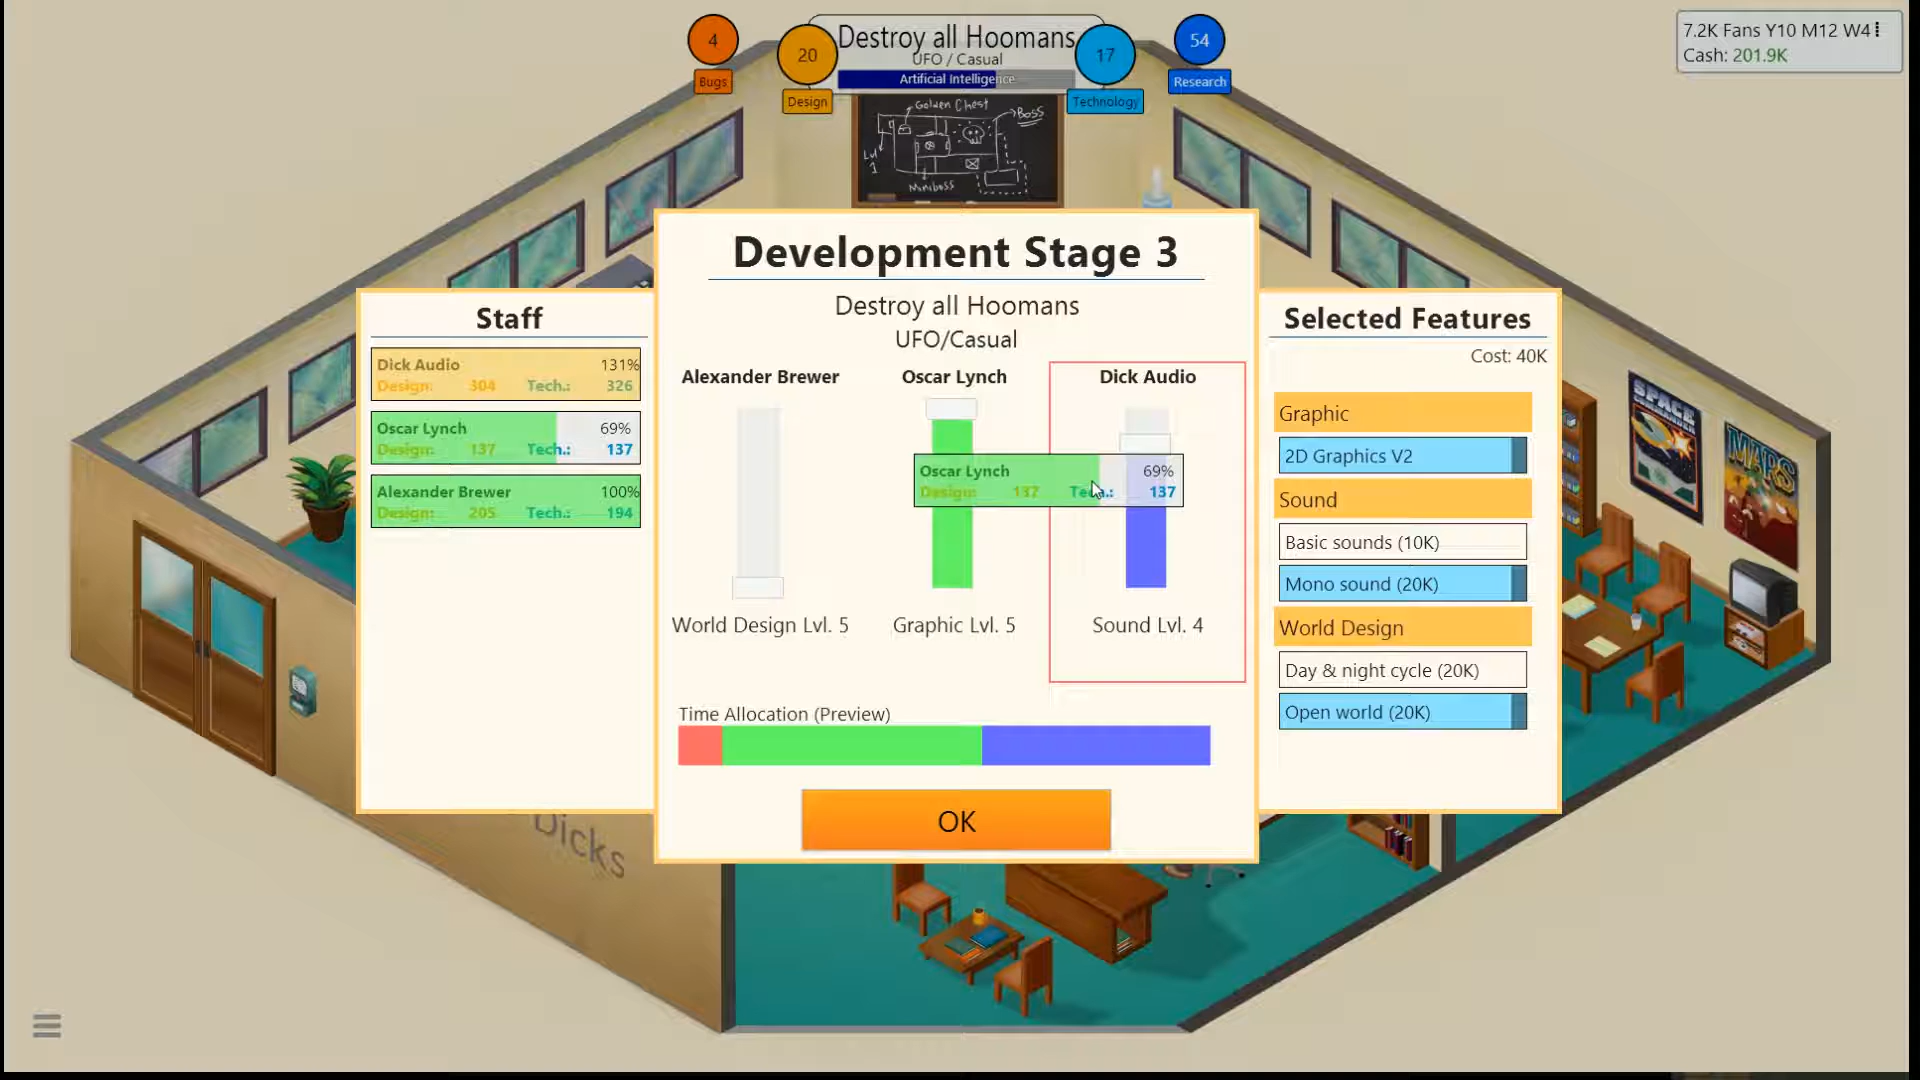 4
Bugs
20
Design
Destroy all Hoomans
UFO / Casual
Artificial Intelligence
17
Technology
54
Research
7.2K Fans Y10 M12 W4
Cash: 201.9K
Golden Chest
Boss
Lvl
1
Miniboss
Development Stage 3
Destroy all Hoomans
UFO/Casual
Staff
Dick Audio 131%
Design: 304 Tech.: 326
Oscar Lynch 69%
Design: 137 Tech.: 137
Alexander Brewer 100%
Design: 205 Tech.: 194
Alexander Brewer
Oscar Lynch
Dick Audio
Oscar Lynch 69%
Design: 137 Tech.: 137
World Design Lvl. 5
Graphic Lvl. 5
Sound Lvl. 4
Time Allocation (Preview)
OK
Selected Features
Cost: 40K
Graphic
2D Graphics V2
Sound
Basic sounds (10K)
Mono sound (20K)
World Design
Day & night cycle (20K)
Open world (20K)
SPACE
MARS
Dicks